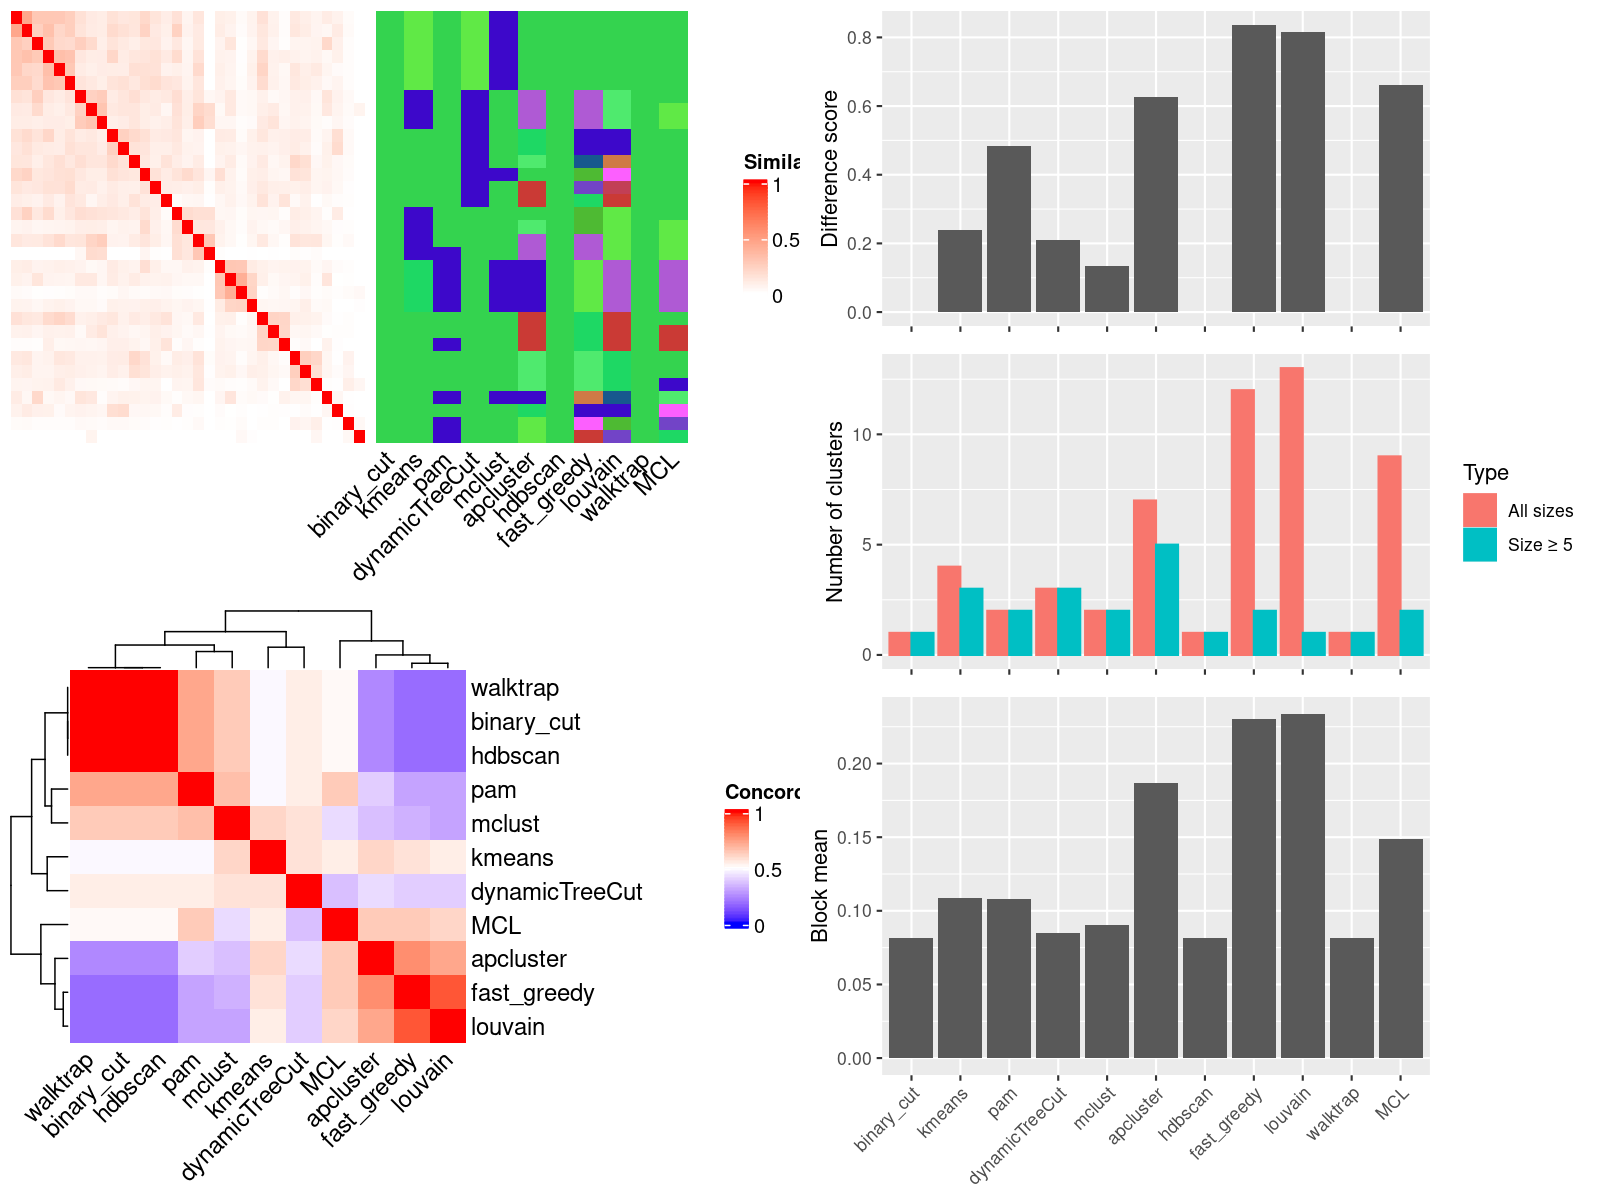 Simila
1
0.5
0
binary_cut
kmeans
pam
dynamicTreeCut
mclust
apcluster
hdbscan
fast_greedy
louvain
walktrap
MCL
Concord
1
0.5
0
walktrap
binary_cut
hdbscan
pam
mclust
kmeans
dynamicTreeCut
MCL
apcluster
fast_greedy
louvain
walktrap
binary_cut
hdbscan
pam
mclust
kmeans
dynamicTreeCut
MCL
apcluster
fast_greedy
louvain
Difference score
0.8
0.6
0.4
0.2
0.0
Number of clusters
10
5
0
Type
All sizes
Size ≥ 5
Block mean
0.20
0.15
0.10
0.05
0.00
binary_cut
kmeans
pam
dynamicTreeCut
mclust
apcluster
hdbscan
fast_greedy
louvain
walktrap
MCL